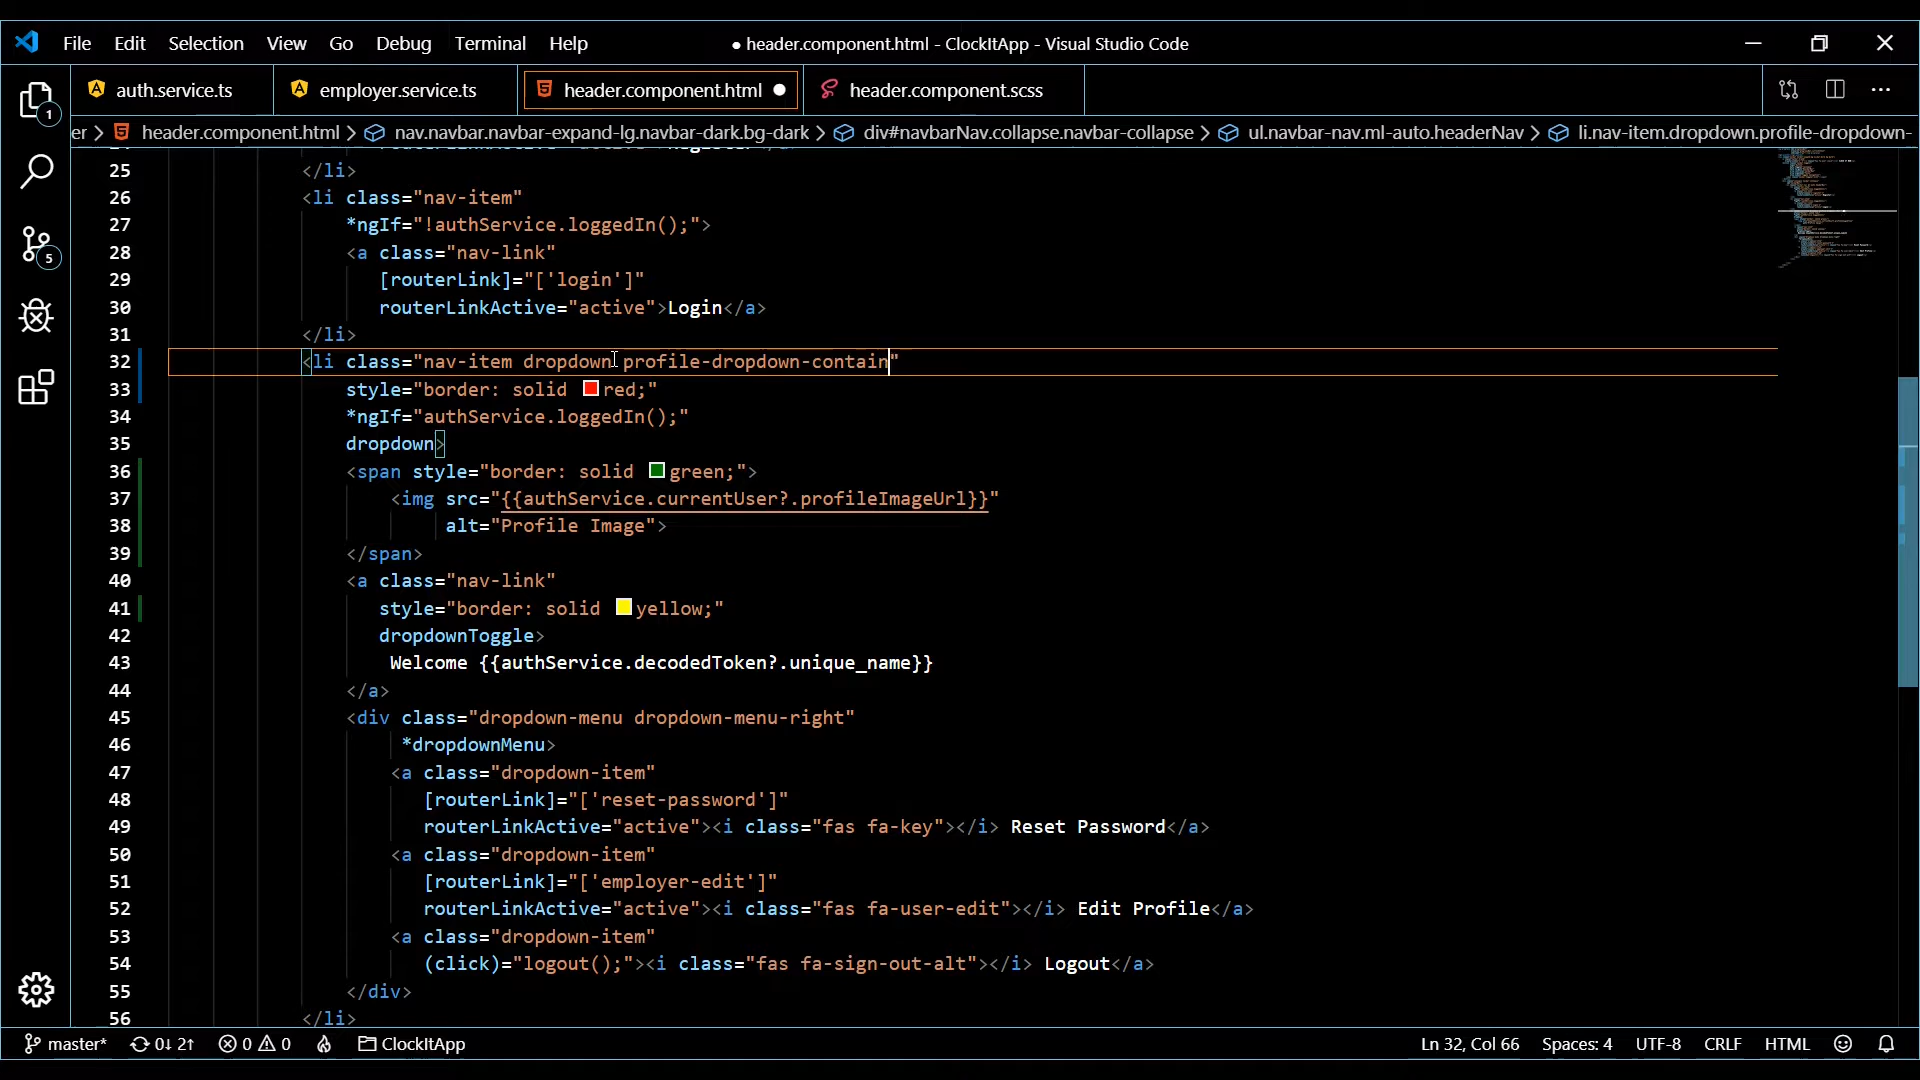 File Edit Selection View Go Debug Terminal Help
● header.component.html - ClockItApp - Visual Studio Code
auth.service.ts
employer.service.ts
header.component.html
header.component.scss
er > header.component.html > nav.navbar.navbar-expand-lg.navbar-dark.bg-dark > div#navbarNav.collapse.navbar-collapse > ul.navbar-nav.ml-auto.headerNav > li.nav-item.dropdown.profile-dropdown-
25 </li>
26 <li class="nav-item"
27 *ngIf="!authService.loggedIn();">
28 <a class="nav-link"
29 [routerLink]="['login']"
30 routerLinkActive="active">Login</a>
31 </li>
32 <li class="nav-item dropdown profile-dropdown-contain"
33 style="border: solid red;"
34 *ngIf="authService.loggedIn();"
35 dropdown>
36 <span style="border: solid green;">
37 <img src="{{authService.currentUser?.profileImageUrl}}"
38 alt="Profile Image">
39 </span>
40 <a class="nav-link"
41 style="border: solid yellow;"
42 dropdownToggle>
43 Welcome {{authService.decodedToken?.unique_name}}
44 </a>
45 <div class="dropdown-menu dropdown-menu-right"
46 *dropdownMenu>
47 <a class="dropdown-item"
48 [routerLink]="['reset-password']"
49 routerLinkActive="active"><i class="fas fa-key"></i> Reset Password</a>
50 <a class="dropdown-item"
51 [routerLink]="['employer-edit']"
52 routerLinkActive="active"><i class="fas fa-user-edit"></i> Edit Profile</a>
53 <a class="dropdown-item"
54 (click)="logout();"><i class="fas fa-sign-out-alt"></i> Logout</a>
55 </div>
56 </li>
1
5
master* 0↓ 2↑ 0 0 ClockItApp
Ln 32, Col 66 Spaces: 4 UTF-8 CRLF HTML